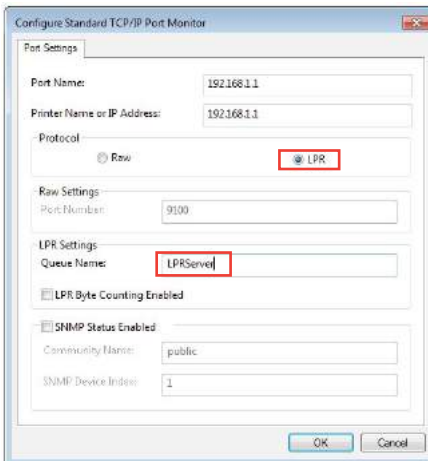 Configure Standard TCP/IP Port Monitor
Port Settings
Port Name: 192.168.1.1
Printer Name or IP Address: 192.168.1.1
Protocol
Raw LPR
Raw Settings
Port Number: 9100
LPR Settings
Queue Name: LPRServer
LPR Byte Counting Enabled
SNMP Status Enabled
Community Name: public
SNMP Device Index: 1
OK Cancel